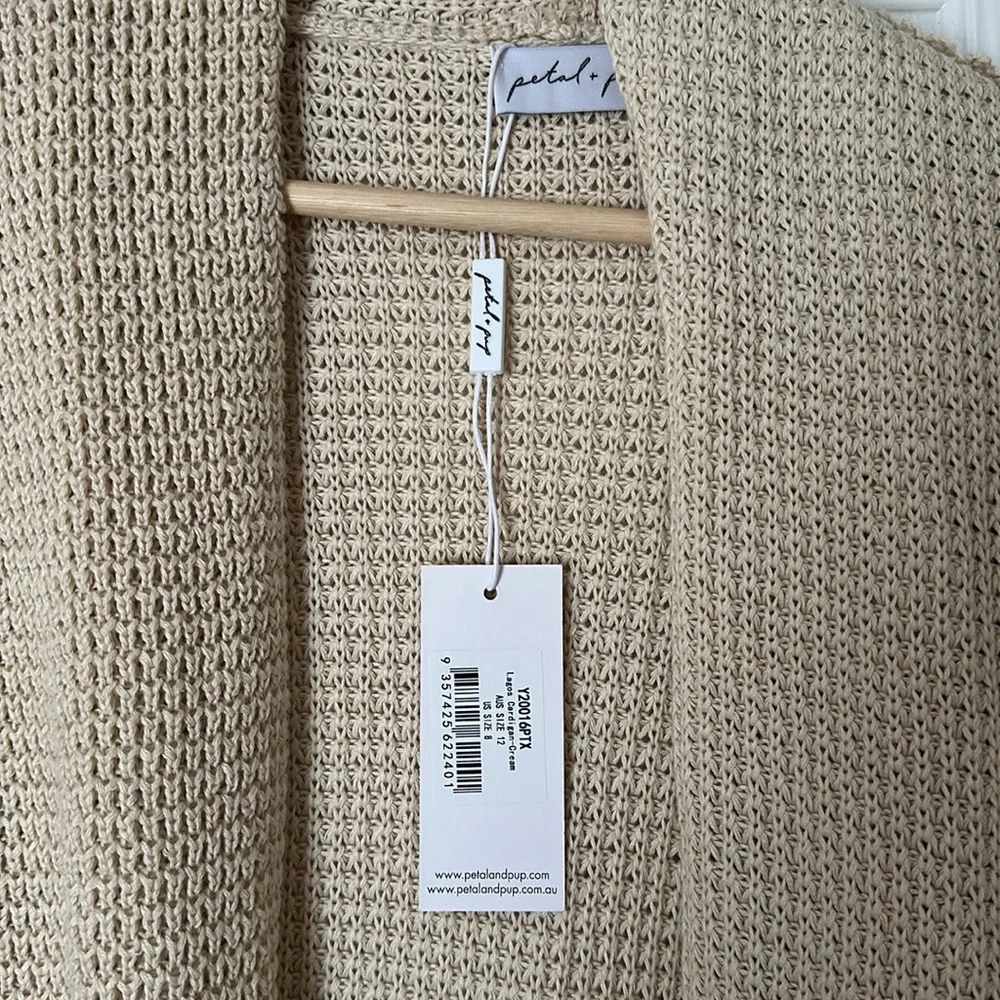 petal +
petal + pup
Y20016PTX
Lagos Cardigan-Cream
AUS SIZE 12
US SIZE 8
9 357425 622401
www.petalandpup.com
www.petalandpup.com.au